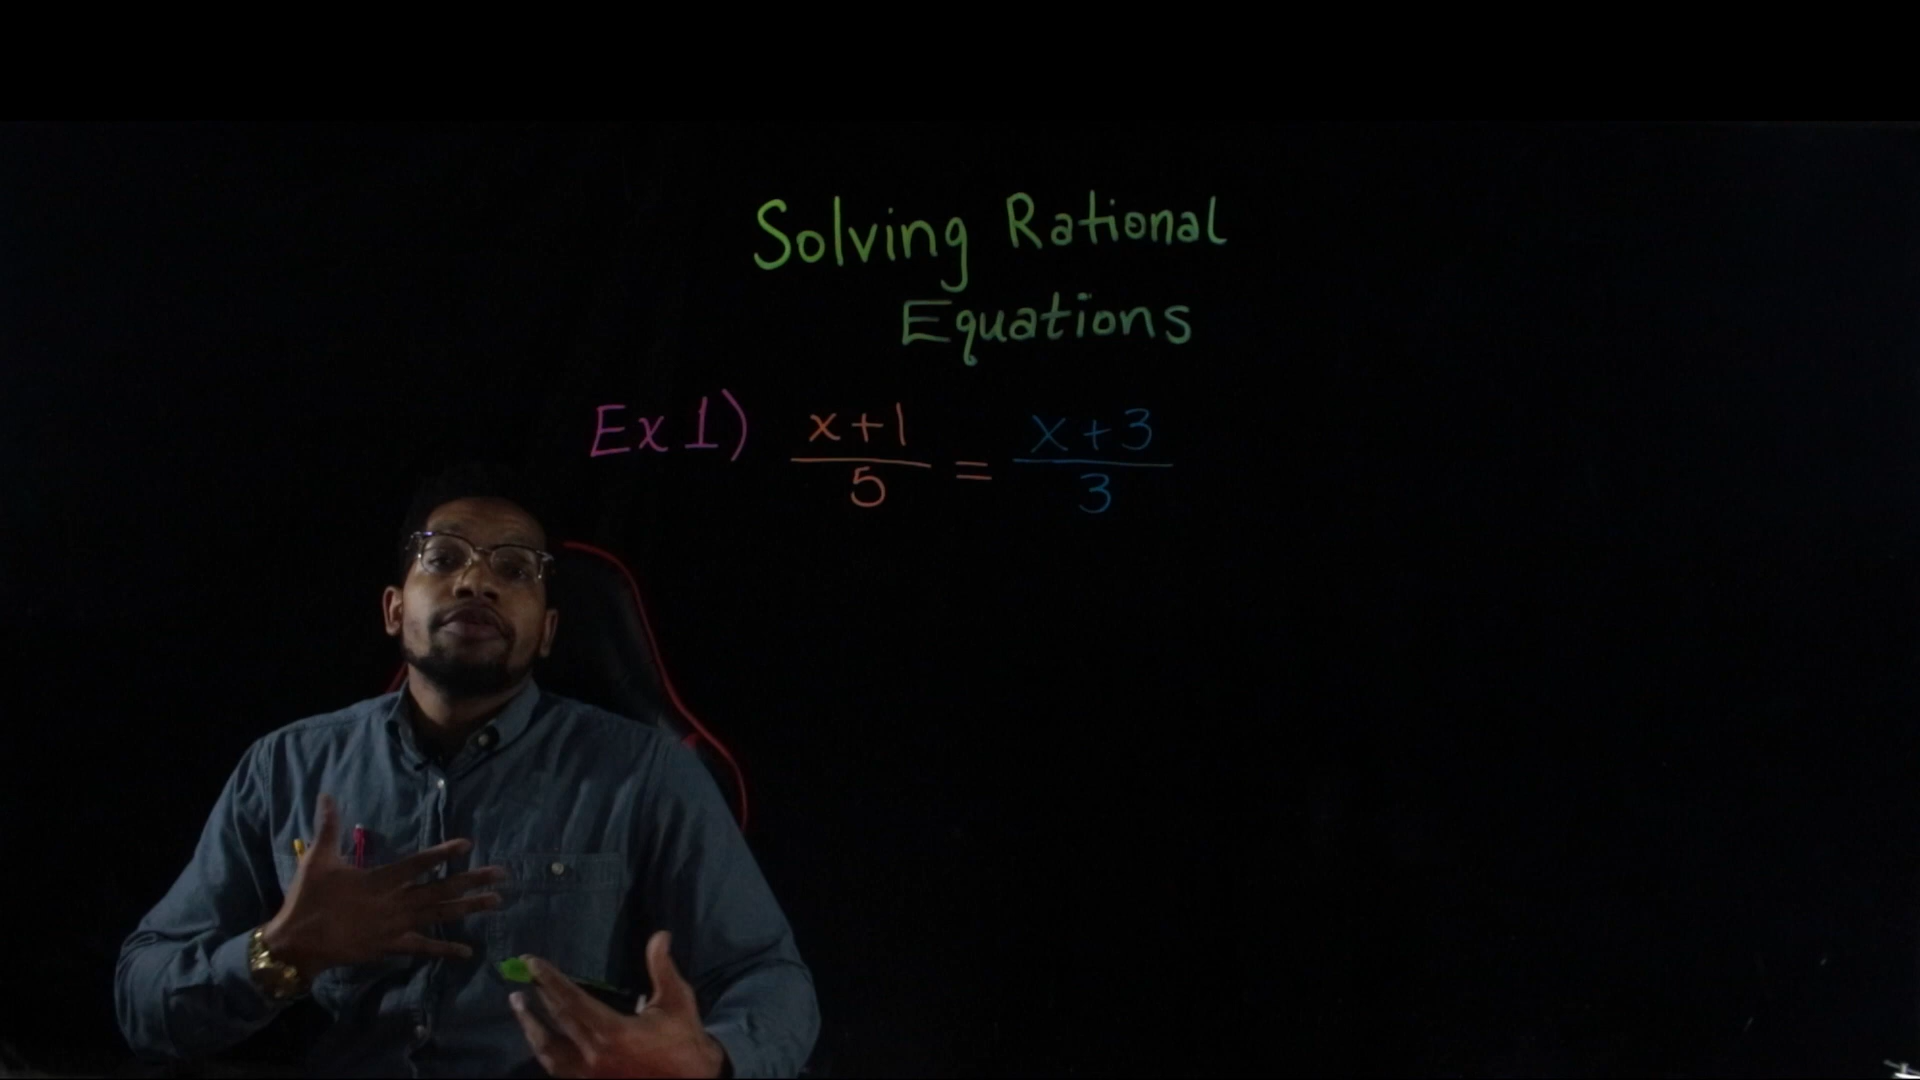 Solving Rational
Equations
Ex 1) x+1/5 = x+3/3